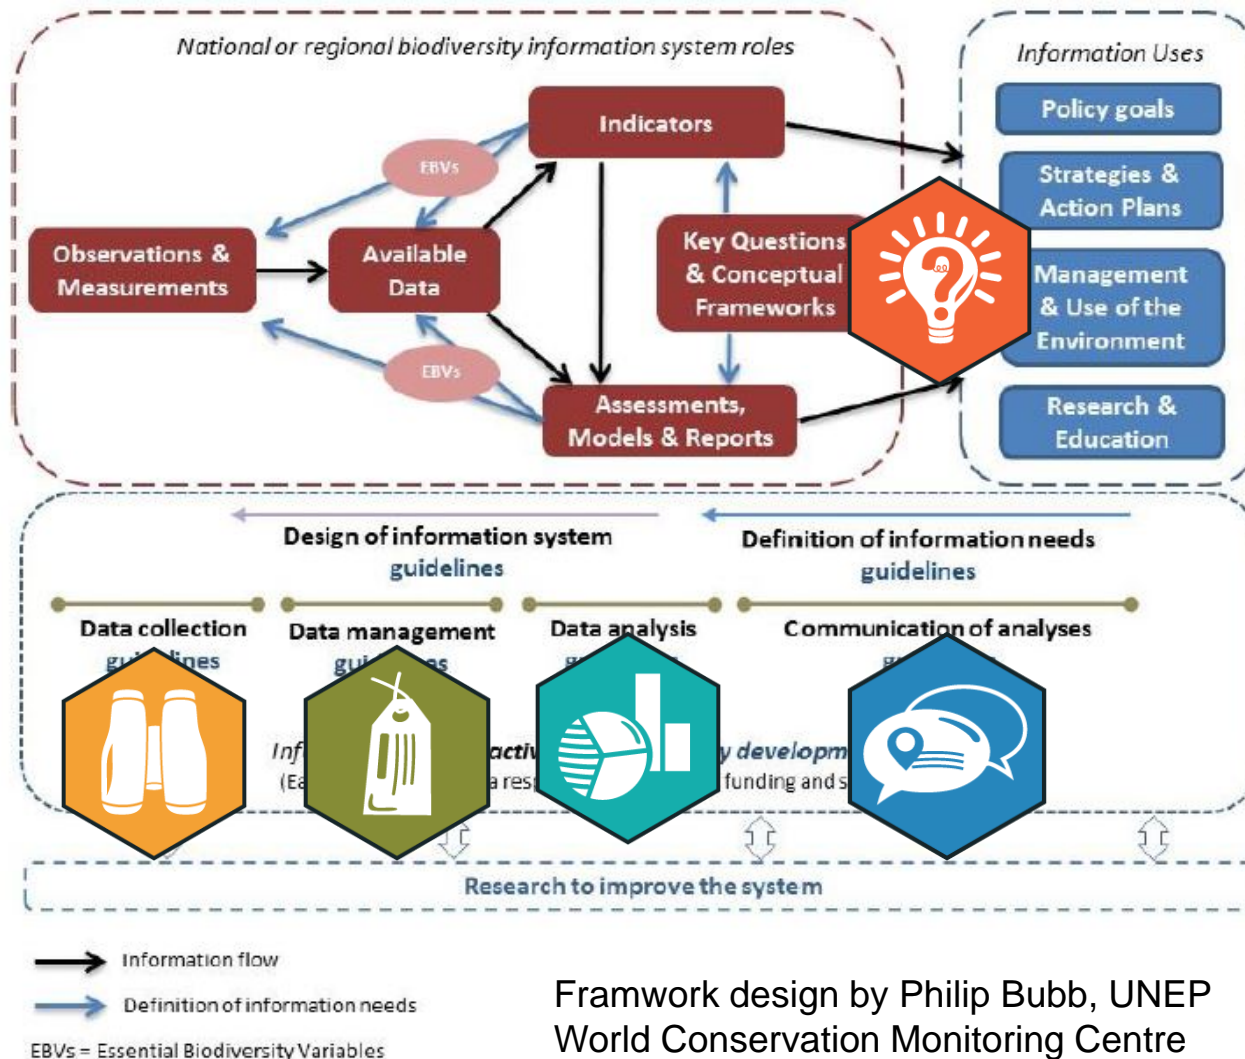 National or regional biodiversity information system roles
Information Uses
Indicators
Policy goals
EBVs
Strategies &
Action Plans
Observations &
Measurements
Available
Data
Key Questions
& Conceptual
Frameworks
Management
& Use of the
Environment
EBVs
Assessments,
Models & Reports
Research &
Education
Design of information system
guidelines
Definition of information needs
guidelines
Data collection
guidelines
Data management
guidelines
Data analysis
Communication of analyses
develop
funding and s
Research to improve the system
Information flow
Definition of information needs
EBVs = Essential Biodiversity Variables
Framwork design by Philip Bubb, UNEP
World Conservation Monitoring Centre